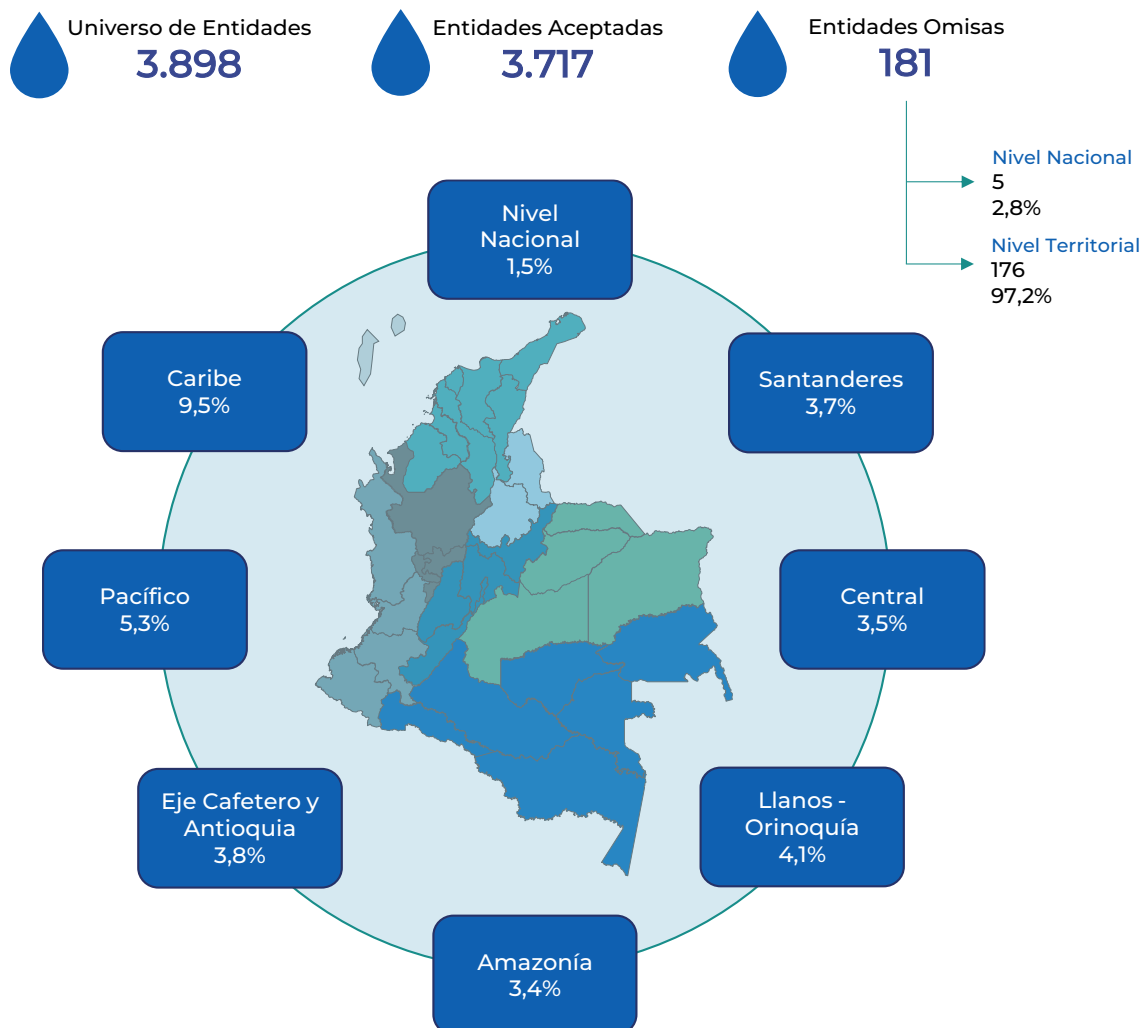 Universo de Entidades
3.898
Entidades Aceptadas
3.717
Entidades Omisas
181
Nivel Nacional
5
2,8%
Nivel Territorial
176
97,2%
Nivel
Nacional
1,5%
Caribe
9,5%
Santanderes
3,7%
Pacífico
5,3%
Central
3,5%
Eje Cafetero y
Antioquia
3,8%
Llanos -
Orinoquía
4,1%
Amazonía
3,4%